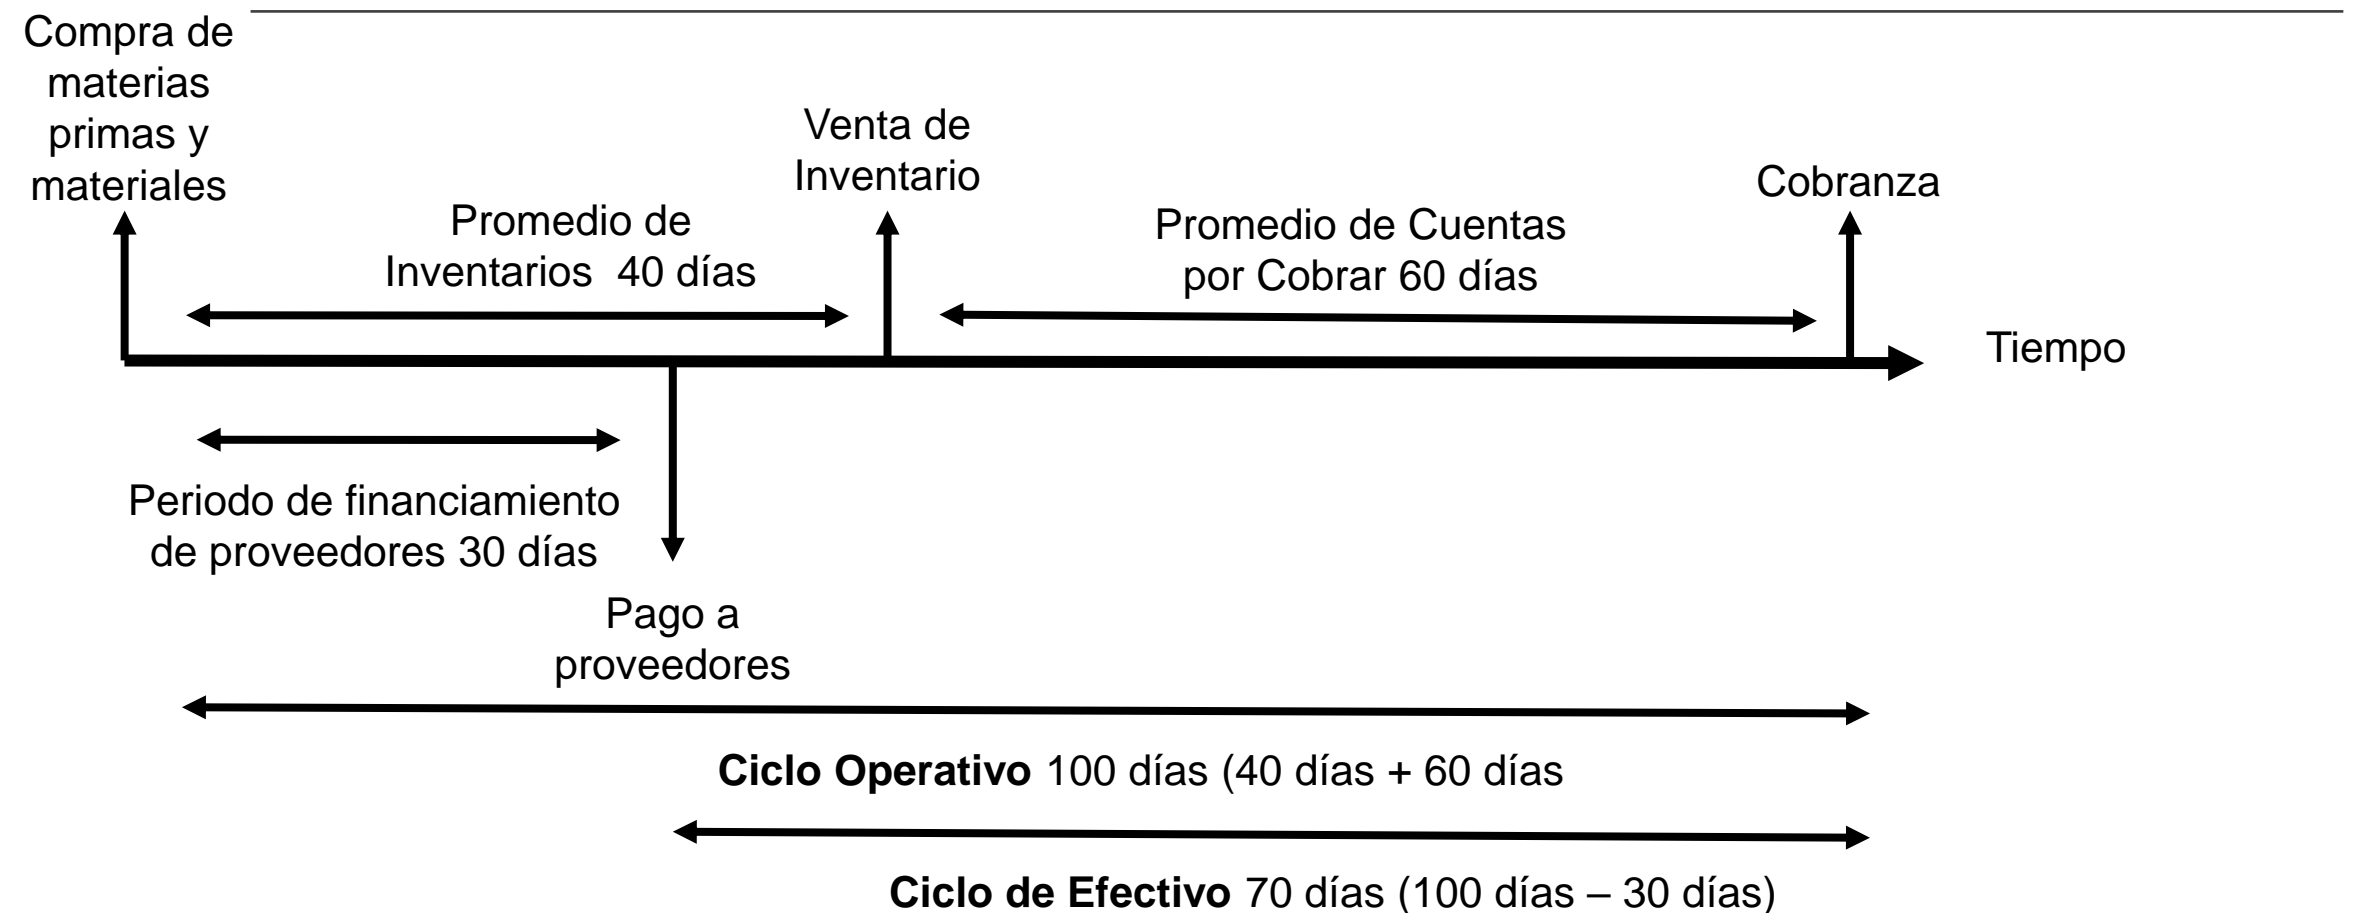 Compra de
materias
primas y
materiales
Promedio de
Inventarios 40 días
Venta de
Inventario
Promedio de Cuentas
por Cobrar 60 días
Cobranza
Tiempo
Periodo de financiamiento
de proveedores 30 días
Pago a
proveedores
Ciclo Operativo 100 días (40 días + 60 días
Ciclo de Efectivo 70 días (100 días – 30 días)